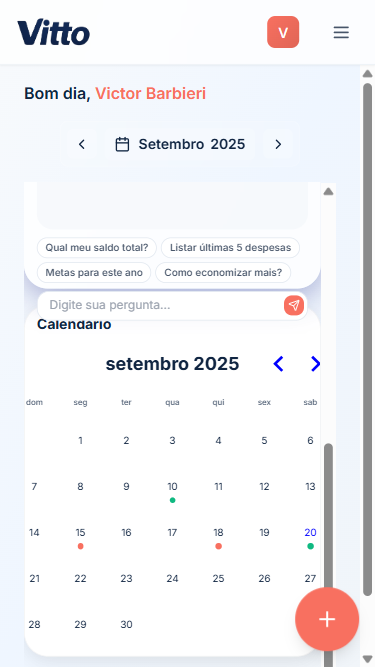 Vitto
V
Bom dia, Victor Barbieri
Setembro 2025
Qual meu saldo total? Listar últimas 5 despesas
Metas para este ano Como economizar mais?
Digite sua pergunta...
Calendário
setembro 2025
dom seg ter qua qui sex sab
1 2 3 4 5 6
7 8 9 10 11 12 13
14 15 16 17 18 19 20
21 22 23 24 25 26 27
28 29 30
+